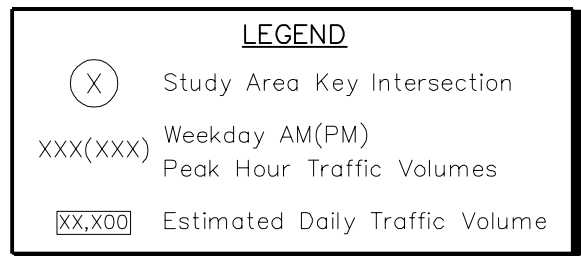 LEGEND
X Study Area Key Intersection
XXX(XXX) Weekday AM(PM)
Peak Hour Traffic Volumes
XX,X00 Estimated Daily Traffic Volume